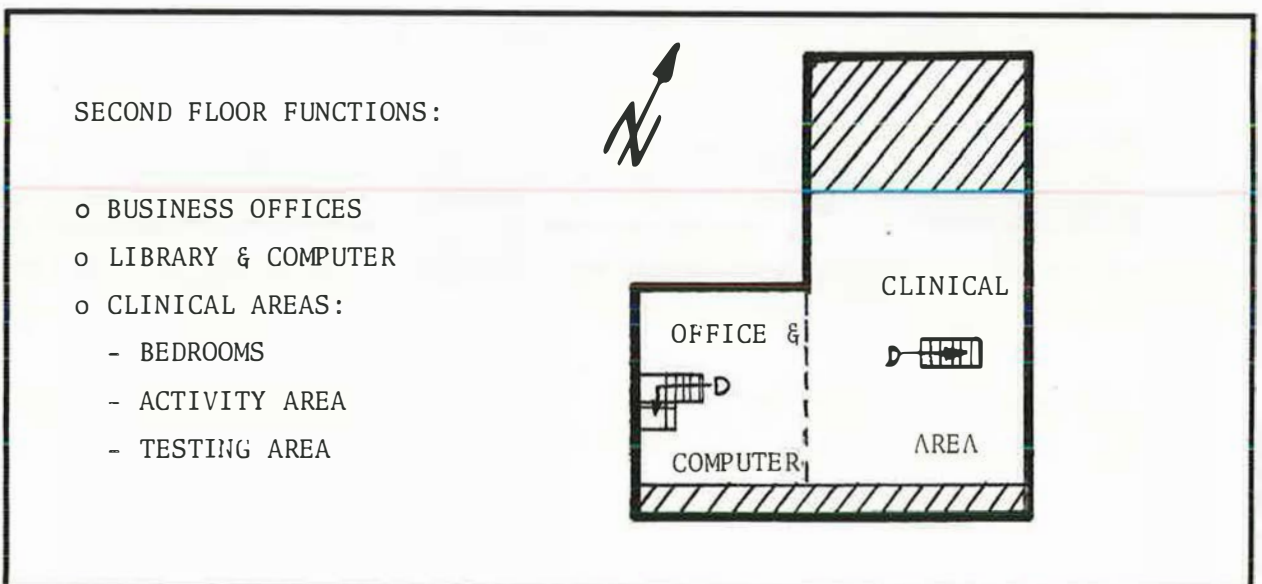 SECOND FLOOR FUNCTIONS:
o BUSINESS OFFICES
o LIBRARY & COMPUTER
o CLINICAL AREAS:
- BEDROOMS
- ACTIVITY AREA
- TESTING AREA
N
CLINICAL
AREA
OFFICE &
COMPUTER
D
D